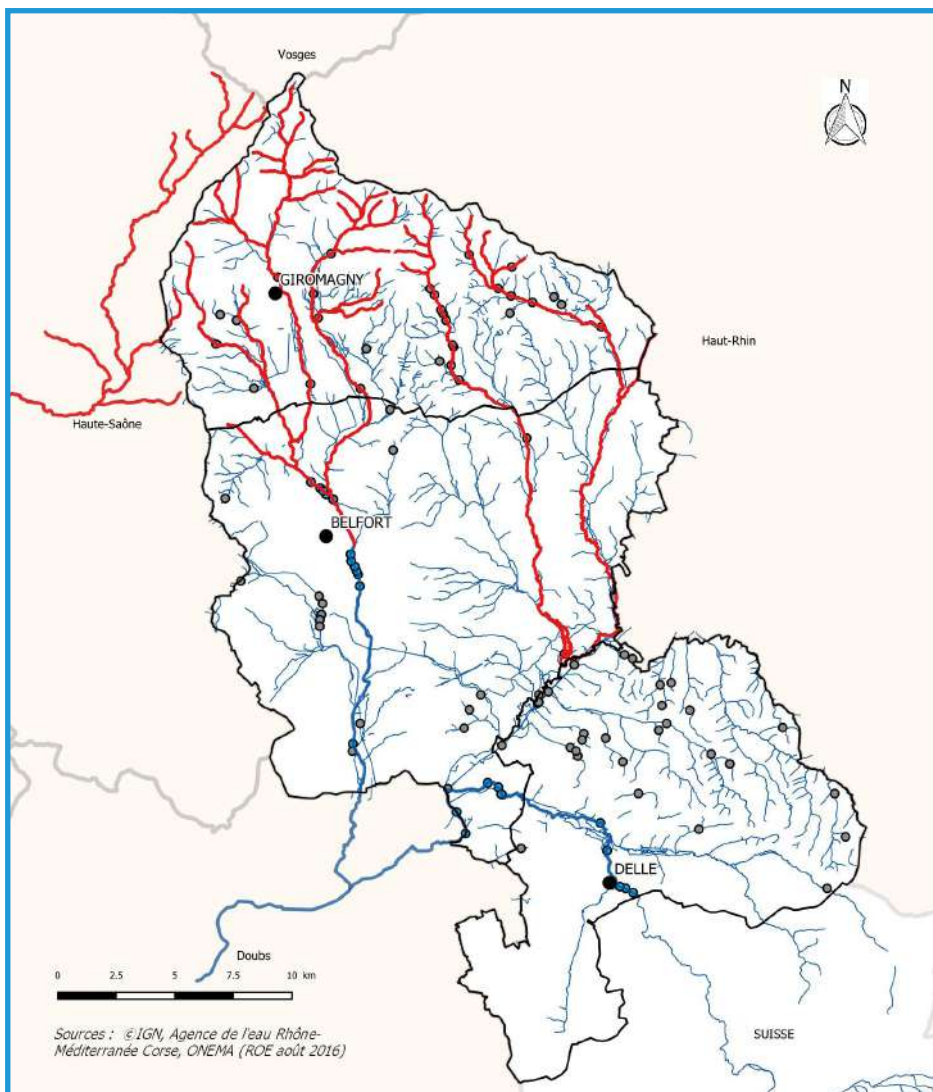 Vosges
N
GIROMAGNY
Haut-Rhin
Haute-Saône
BELFORT
DELLE
Doubs
0 2.5 5 7.5 10 km
SUISSE
Sources : ©IGN, Agence de l'eau Rhône-
Méditerranée Corse, ONEMA (ROE août 2016)